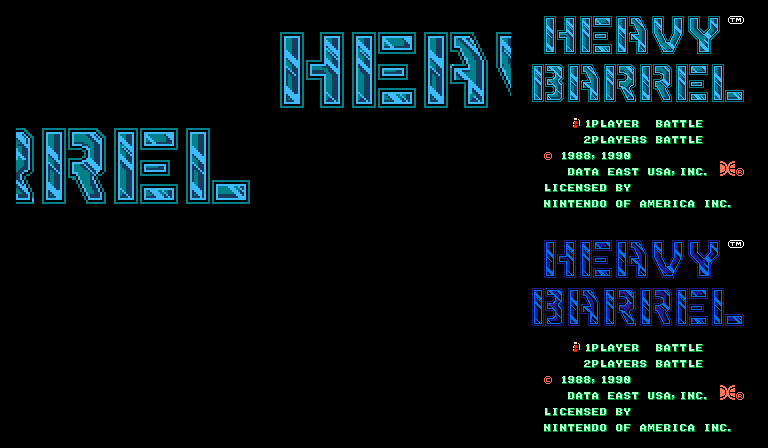 HEAV
RREL
HEAVY ™
BARREL
1PLAYER BATTLE
2PLAYERS BATTLE
© 1988, 1990
DATA EAST USA, INC. ®
LICENSED BY
NINTENDO OF AMERICA INC.
HEAVY ™
BARREL
1PLAYER BATTLE
2PLAYERS BATTLE
© 1988, 1990
DATA EAST USA, INC. ®
LICENSED BY
NINTENDO OF AMERICA INC.